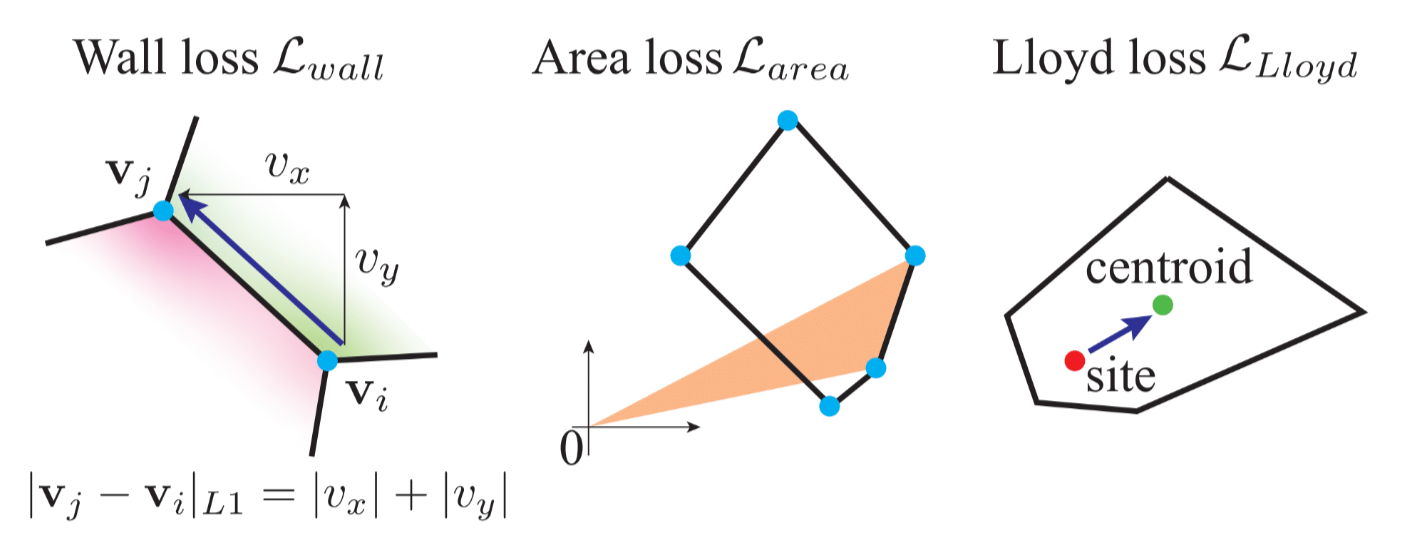 Wall loss $\mathcal{L}_{wall}$
Area loss $\mathcal{L}_{area}$
Lloyd loss $\mathcal{L}_{Lloyd}$
$\mathbf{v}_j$
$v_x$
$v_y$
$\mathbf{v}_i$
$|\mathbf{v}_j - \mathbf{v}_i|_{L1} = |v_x| + |v_y|$
0
centroid
site